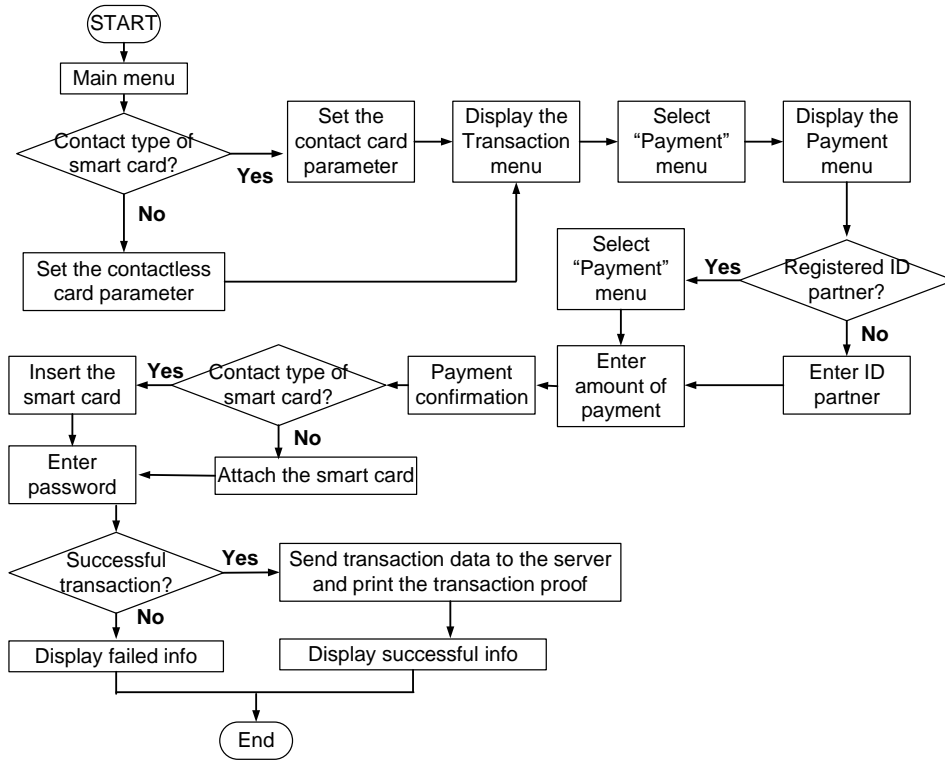 START
Main menu
Contact type of
smart card?
Yes
No
Set the
contact card
parameter
Display the
Transaction
menu
Select
“Payment”
menu
Display the
Payment
menu
Set the contactless
card parameter
Select
“Payment”
menu
Yes
Registered ID
partner?
No
Insert the
smart card
Yes
Contact type of
smart card?
No
Payment
confirmation
Enter
amount of
payment
Enter ID
partner
Enter
password
Attach the smart card
Successful
transaction?
Yes
No
Send transaction data to the server
and print the transaction proof
Display failed info
Display successful info
End